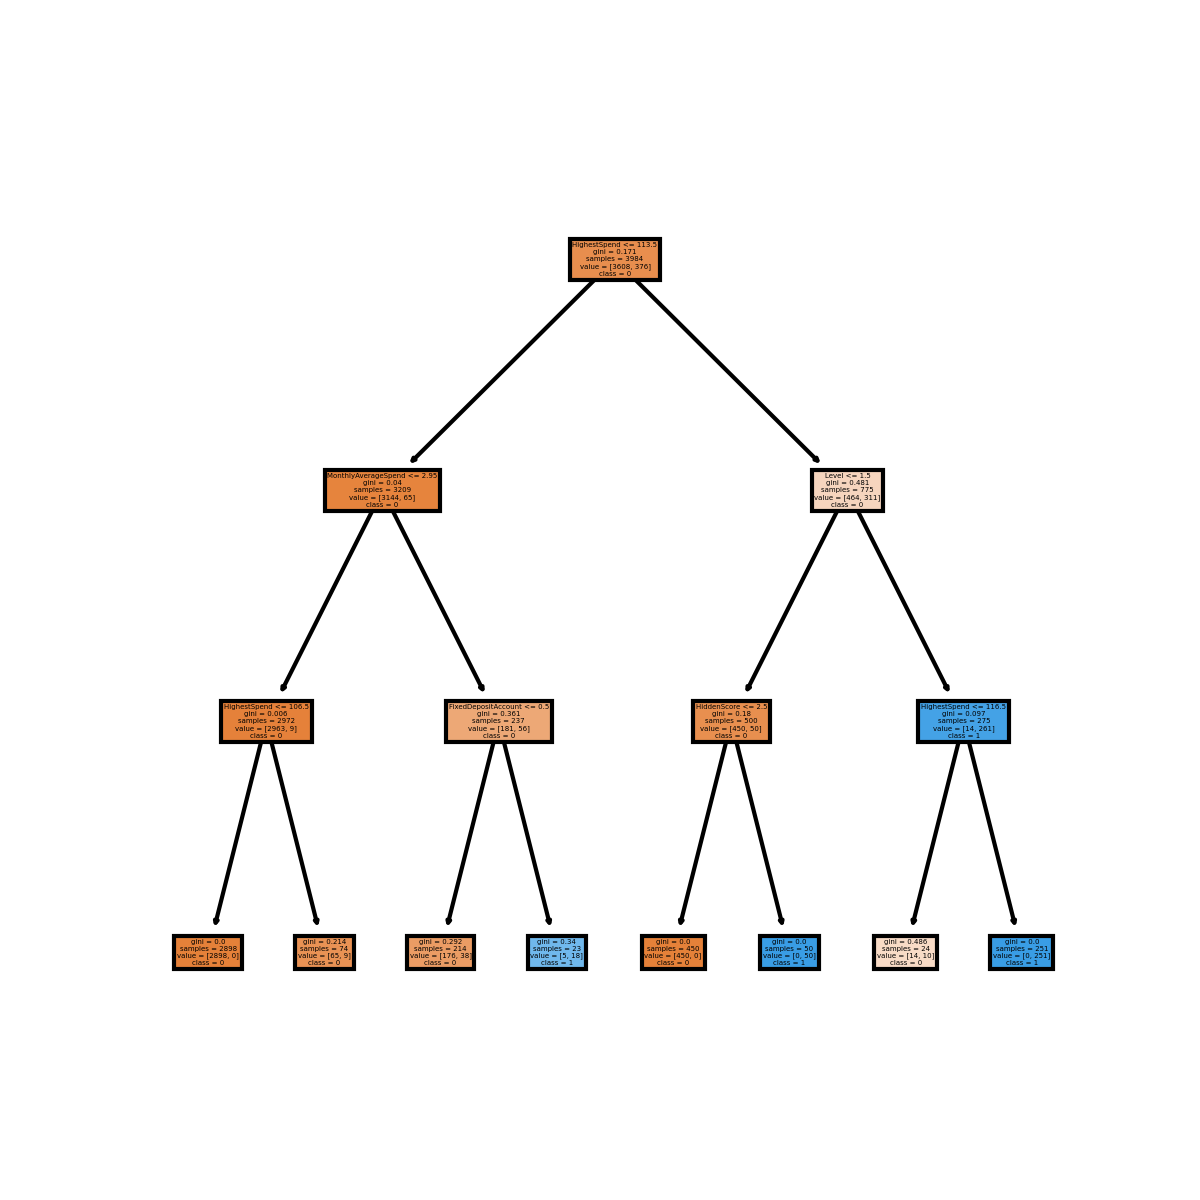 HighestSpend <= 113.5
gini = 0.171
samples = 3984
value = [3608, 376]
class = 0
MonthlyAverageSpend <= 2.95
gini = 0.04
samples = 3209
value = [3144, 65]
class = 0
Level <= 1.5
gini = 0.481
samples = 775
value = [464, 311]
class = 0
HighestSpend <= 106.5
gini = 0.006
samples = 2972
value = [2963, 9]
class = 0
FixedDepositAccount <= 0.5
gini = 0.361
samples = 237
value = [181, 56]
class = 0
HiddenScore <= 2.5
gini = 0.18
samples = 500
value = [450, 50]
class = 0
HighestSpend <= 116.5
gini = 0.097
samples = 275
value = [14, 261]
class = 1
gini = 0.0
samples = 2898
value = [2898, 0]
class = 0
gini = 0.214
samples = 74
value = [65, 9]
class = 0
gini = 0.292
samples = 214
value = [176, 38]
class = 0
gini = 0.34
samples = 23
value = [5, 18]
class = 1
gini = 0.0
samples = 450
value = [450, 0]
class = 0
gini = 0.0
samples = 50
value = [0, 50]
class = 1
gini = 0.486
samples = 24
value = [14, 10]
class = 0
gini = 0.0
samples = 251
value = [0, 251]
class = 1